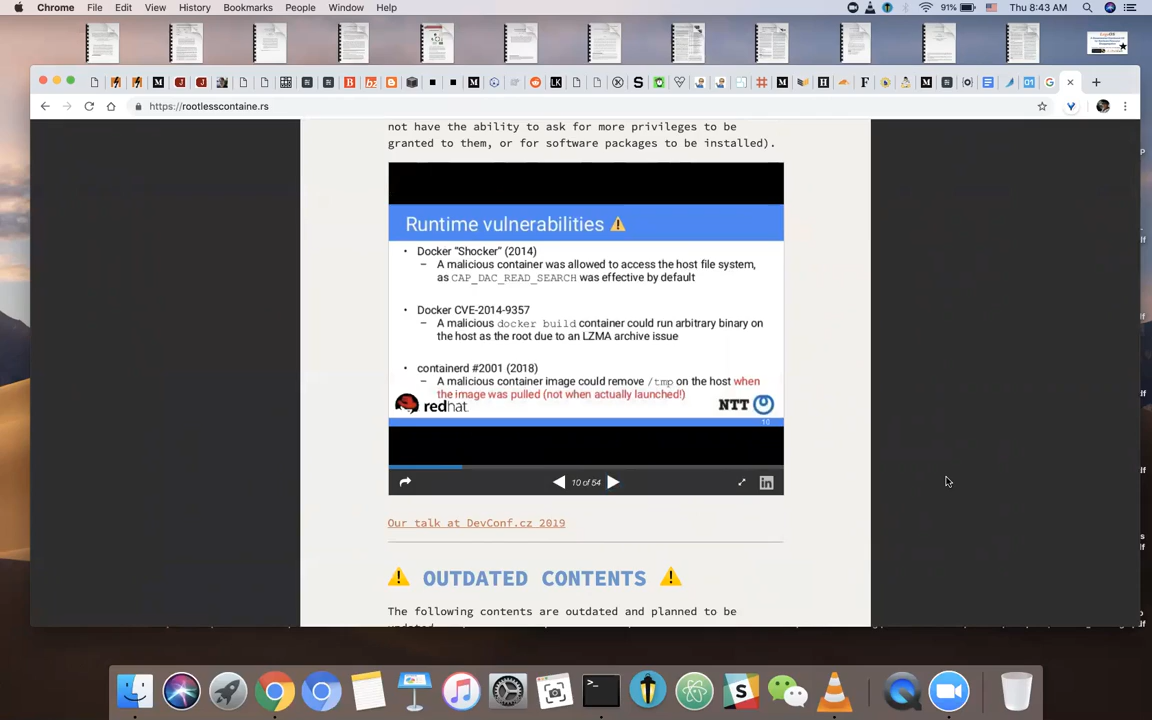 Chrome File Edit View History Bookmarks People Window Help 91% Thu 8:43 AM
https://rootlesscontaine.rs
not have the ability to ask for more privileges to be
granted to them, or for software packages to be installed).
Runtime vulnerabilities ⚠
• Docker "Shocker" (2014)
– A malicious container was allowed to access the host file system,
as CAP_DAC_READ_SEARCH was effective by default
• Docker CVE-2014-9357
– A malicious docker build container could run arbitrary binary on
the host as the root due to an LZMA archive issue
• containerd #2001 (2018)
– A malicious container image could remove /tmp on the host when
the image was pulled (not when actually launched!)
redhat. NTT
10
10 of 54
Our talk at DevConf.cz 2019
⚠ OUTDATED CONTENTS ⚠
The following contents are outdated and planned to be